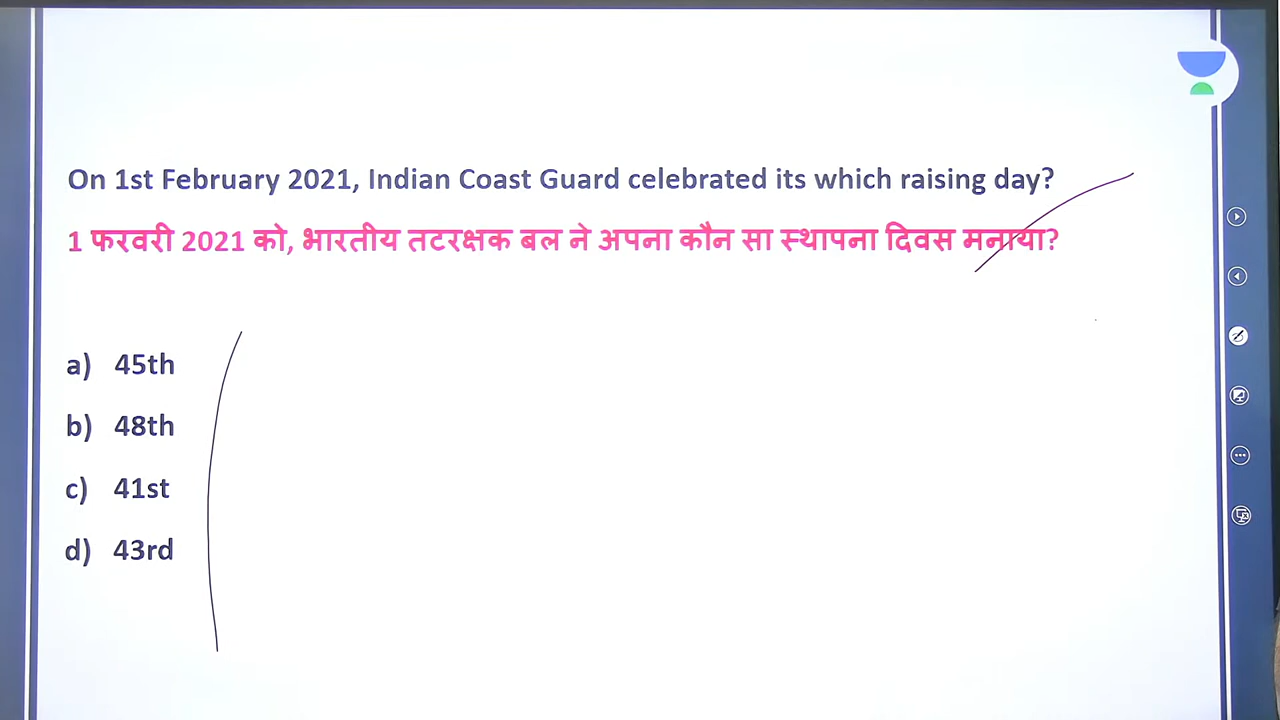 On 1st February 2021, Indian Coast Guard celebrated its which raising day?
1 फरवरी 2021 को, भारतीय तटरक्षक बल ने अपना कौन सा स्थापना दिवस मनाया?
a) 45th
b) 48th
c) 41st
d) 43rd